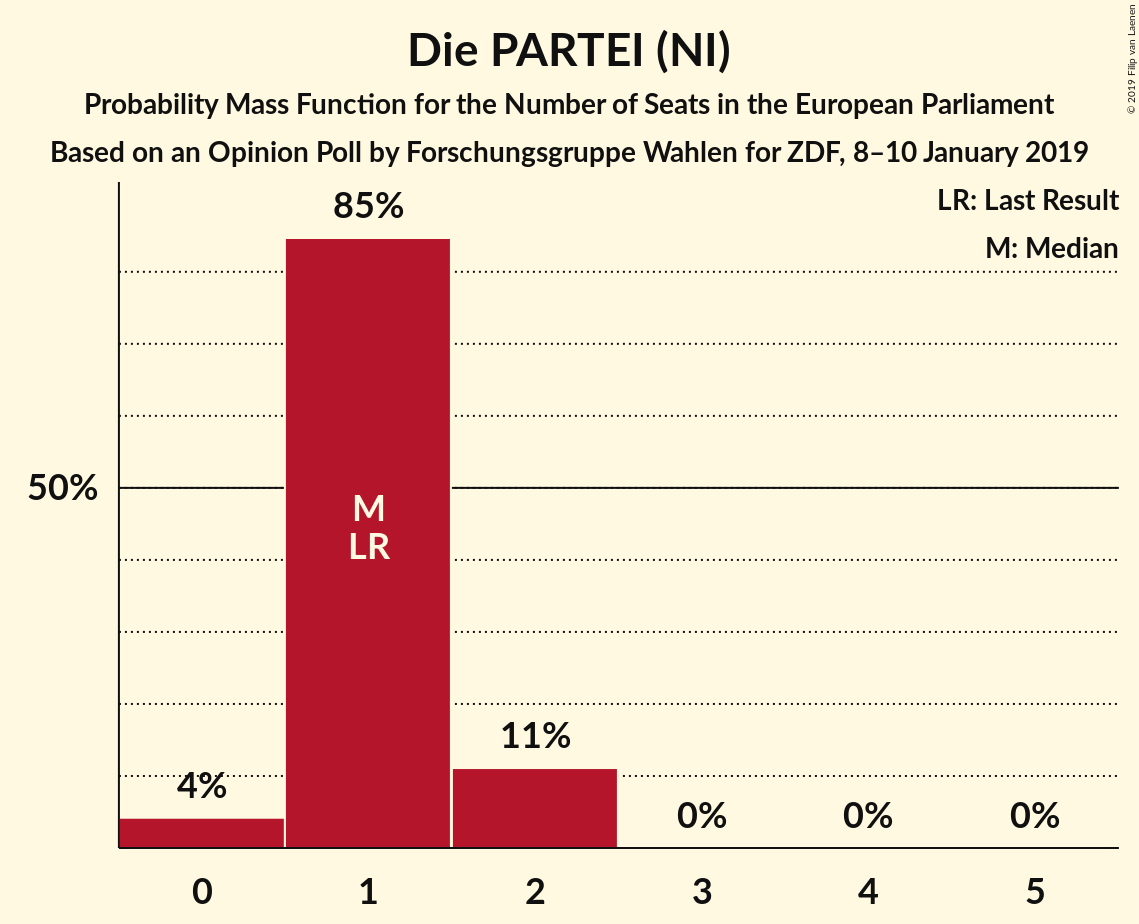 Die PARTEI (NI)
Probability Mass Function for the Number of Seats in the European Parliament
Based on an Opinion Poll by Forschungsgruppe Wahlen for ZDF, 8–10 January 2019
© 2019 Filip van Laenen
LR: Last Result
M: Median
85%
50%
M
LR
11%
4%
0% 0% 0%
0 1 2 3 4 5